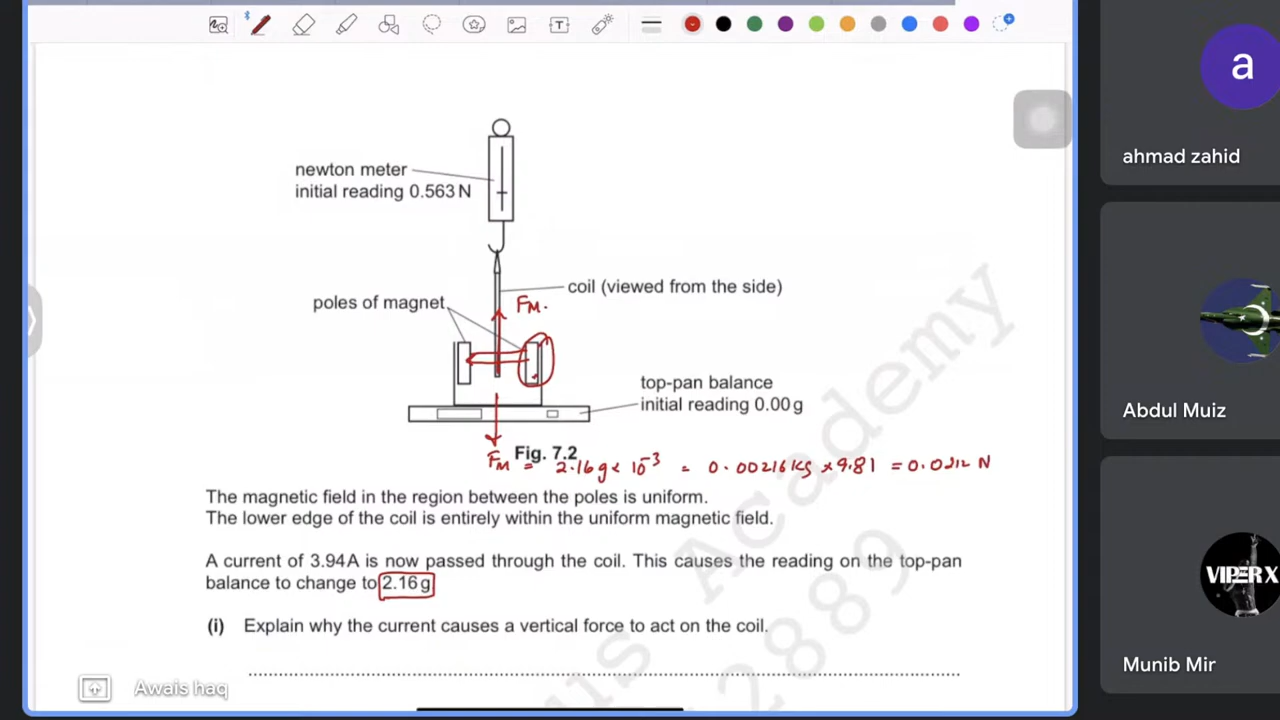 a
ahmad zahid
newton meter
initial reading 0.563 N
coil (viewed from the side)
poles of magnet
FM.
top-pan balance
initial reading 0.00 g
Abdul Muiz
Fig. 7.2
FM = 2.16g × 10⁻³ = 0.00216 kg × 9.81 = 0.0212 N
The magnetic field in the region between the poles is uniform.
The lower edge of the coil is entirely within the uniform magnetic field.
A current of 3.94 A is now passed through the coil. This causes the reading on the top-pan
balance to change to 2.16 g
(i) Explain why the current causes a vertical force to act on the coil.
VIPER X
Munib Mir
Awais haq
us Academy
2889
T